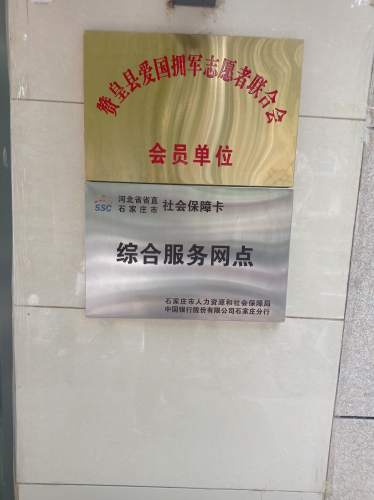 赞皇县爱国拥军志愿者联合会
会员单位
SSC
河北省省直
石家庄市
社会保障卡
综合服务网点
石家庄市人力资源和社会保障局
中国银行股份有限公司石家庄分行